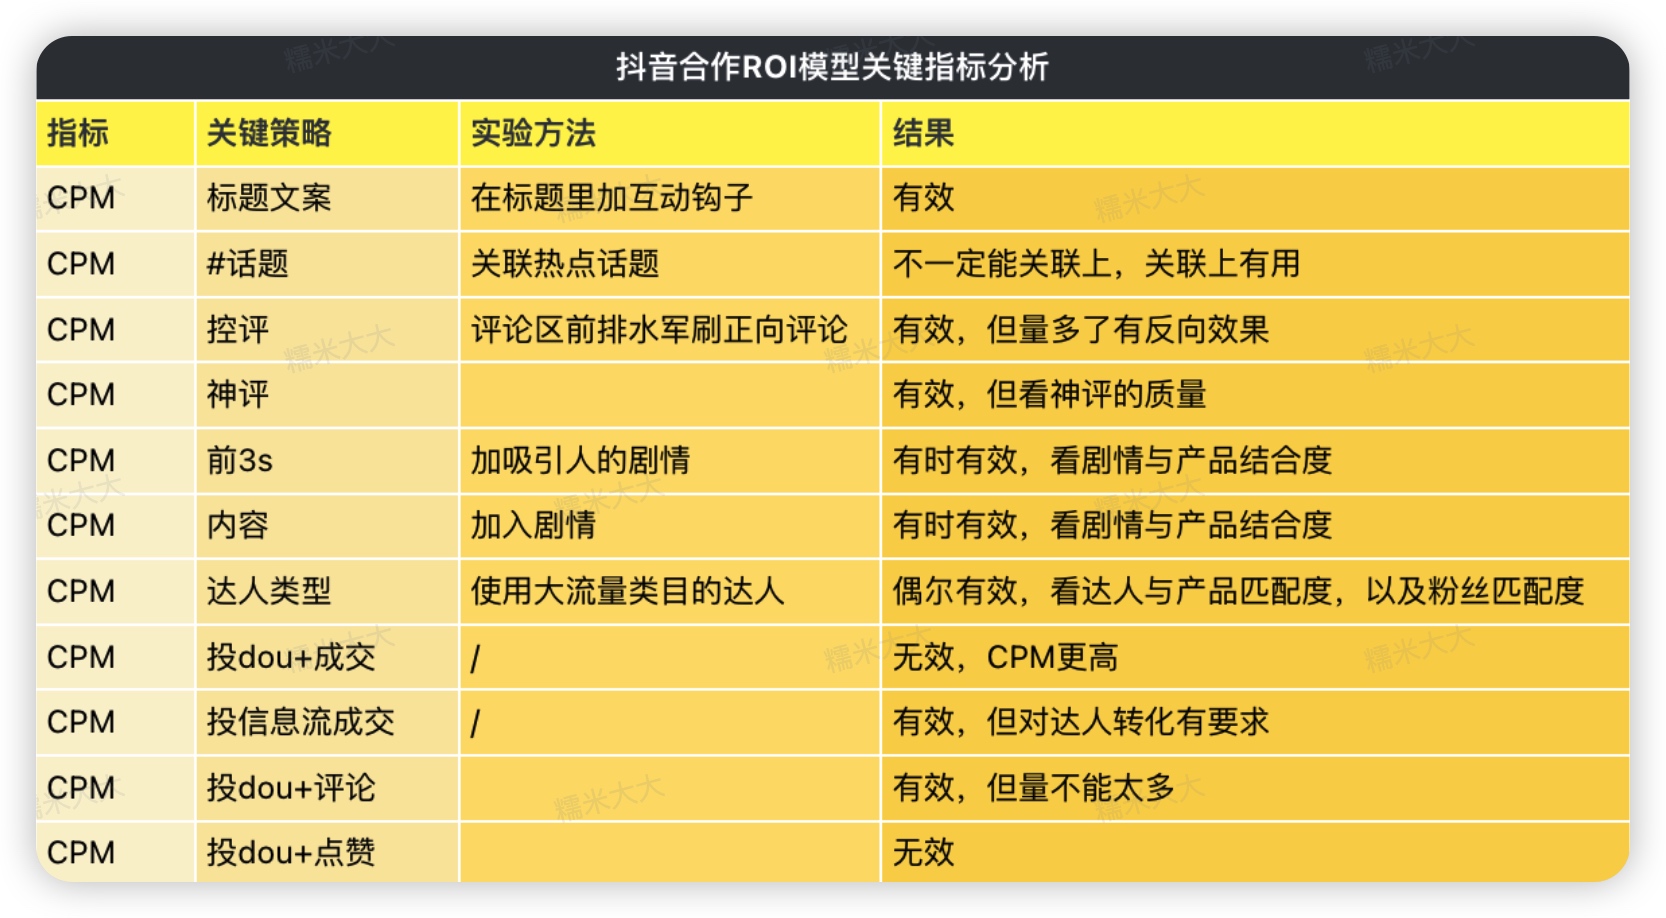 抖音合作ROI模型关键指标分析
指标 关键策略 实验方法 结果
CPM 标题文案 在标题里加互动钩子 有效
CPM #话题 关联热点话题 不一定能关联上，关联上有用
CPM 控评 评论区前排水军刷正向评论 有效，但量多了有反向效果
CPM 神评 有效，但看神评的质量
CPM 前3s 加吸引人的剧情 有时有效，看剧情与产品结合度
CPM 内容 加入剧情 有时有效，看剧情与产品结合度
CPM 达人类型 使用大流量类目的达人 偶尔有效，看达人与产品匹配度，以及粉丝匹配度
CPM 投dou+成交 / 无效，CPM更高
CPM 投信息流成交 / 有效，但对达人转化有要求
CPM 投dou+评论 有效，但量不能太多
CPM 投dou+点赞 无效
糯米大大